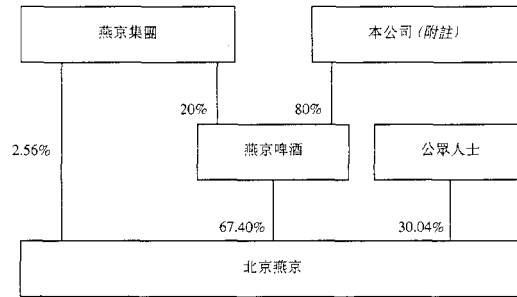 燕京集團
本公司 (附註)
20%
80%
2.56%
燕京啤酒
公眾人士
67.40%
30.04%
北京燕京